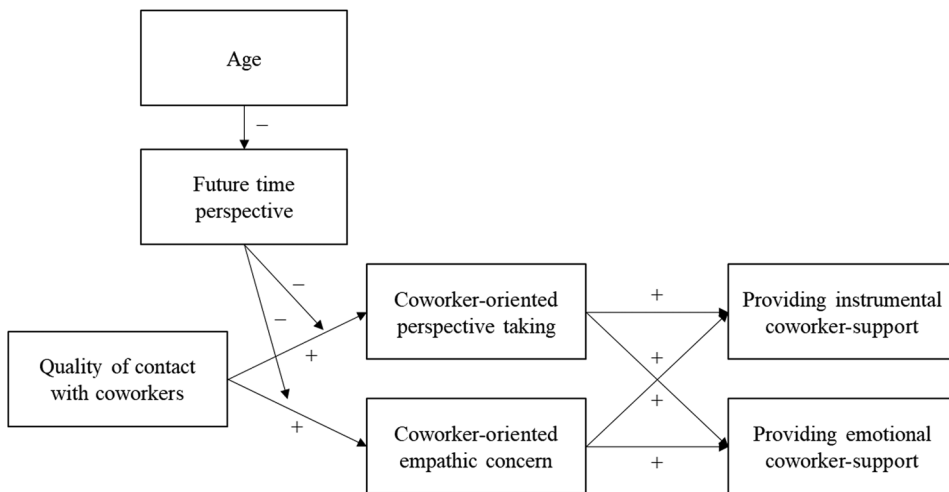 Age
−
Future time
perspective
−
−
Coworker-oriented
perspective taking
+
Providing instrumental
coworker-support
Quality of contact
with coworkers
+
+
+
+
Coworker-oriented
empathic concern
+
Providing emotional
coworker-support